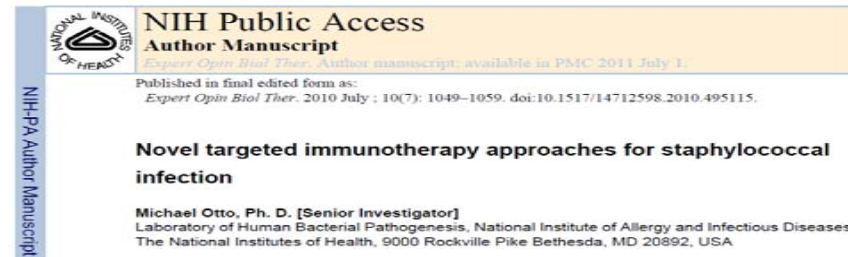 NATIONAL INSTITUTES OF HEALTH
NIH Public Access
Author Manuscript
Expert Opin Biol Ther. Author manuscript; available in PMC 2011 July 1.
Published in final edited form as:
Expert Opin Biol Ther. 2010 July ; 10(7): 1049–1059. doi:10.1517/14712598.2010.495115.
NIH-PA Author Manuscript
Novel targeted immunotherapy approaches for staphylococcal
infection
Michael Otto, Ph. D. [Senior Investigator]
Laboratory of Human Bacterial Pathogenesis, National Institute of Allergy and Infectious Diseases
The National Institutes of Health, 9000 Rockville Pike Bethesda, MD 20892, USA